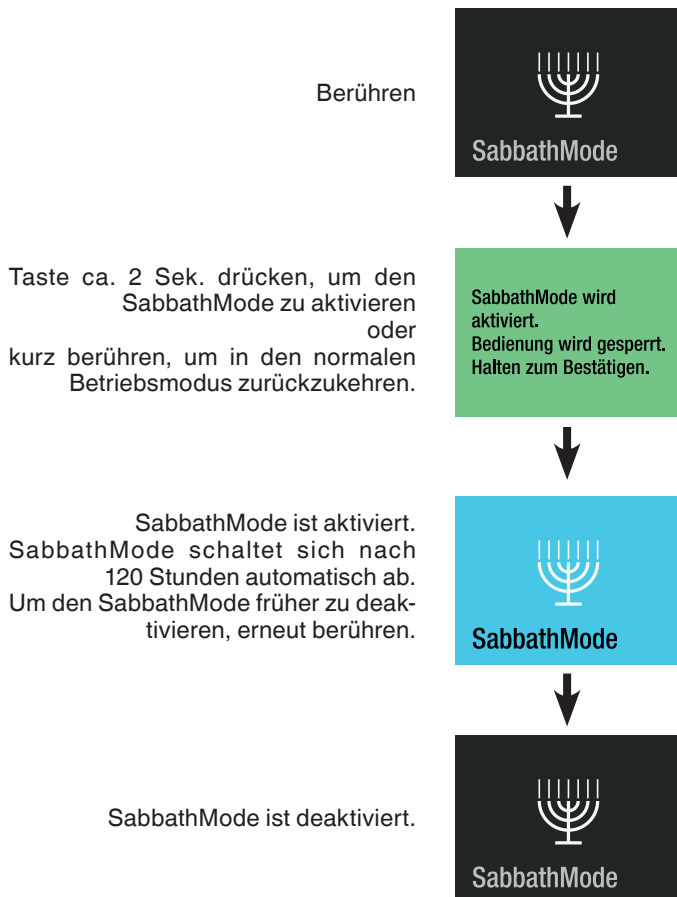 Berühren
SabbathMode
Taste ca. 2 Sek. drücken, um den
SabbathMode zu aktivieren
oder
kurz berühren, um in den normalen
Betriebsmodus zurückzukehren.
SabbathMode wird
aktiviert.
Bedienung wird gesperrt.
Halten zum Bestätigen.
SabbathMode ist aktiviert.
SabbathMode schaltet sich nach
120 Stunden automatisch ab.
Um den SabbathMode früher zu deak-
tivieren, erneut berühren.
SabbathMode
SabbathMode ist deaktiviert.
SabbathMode